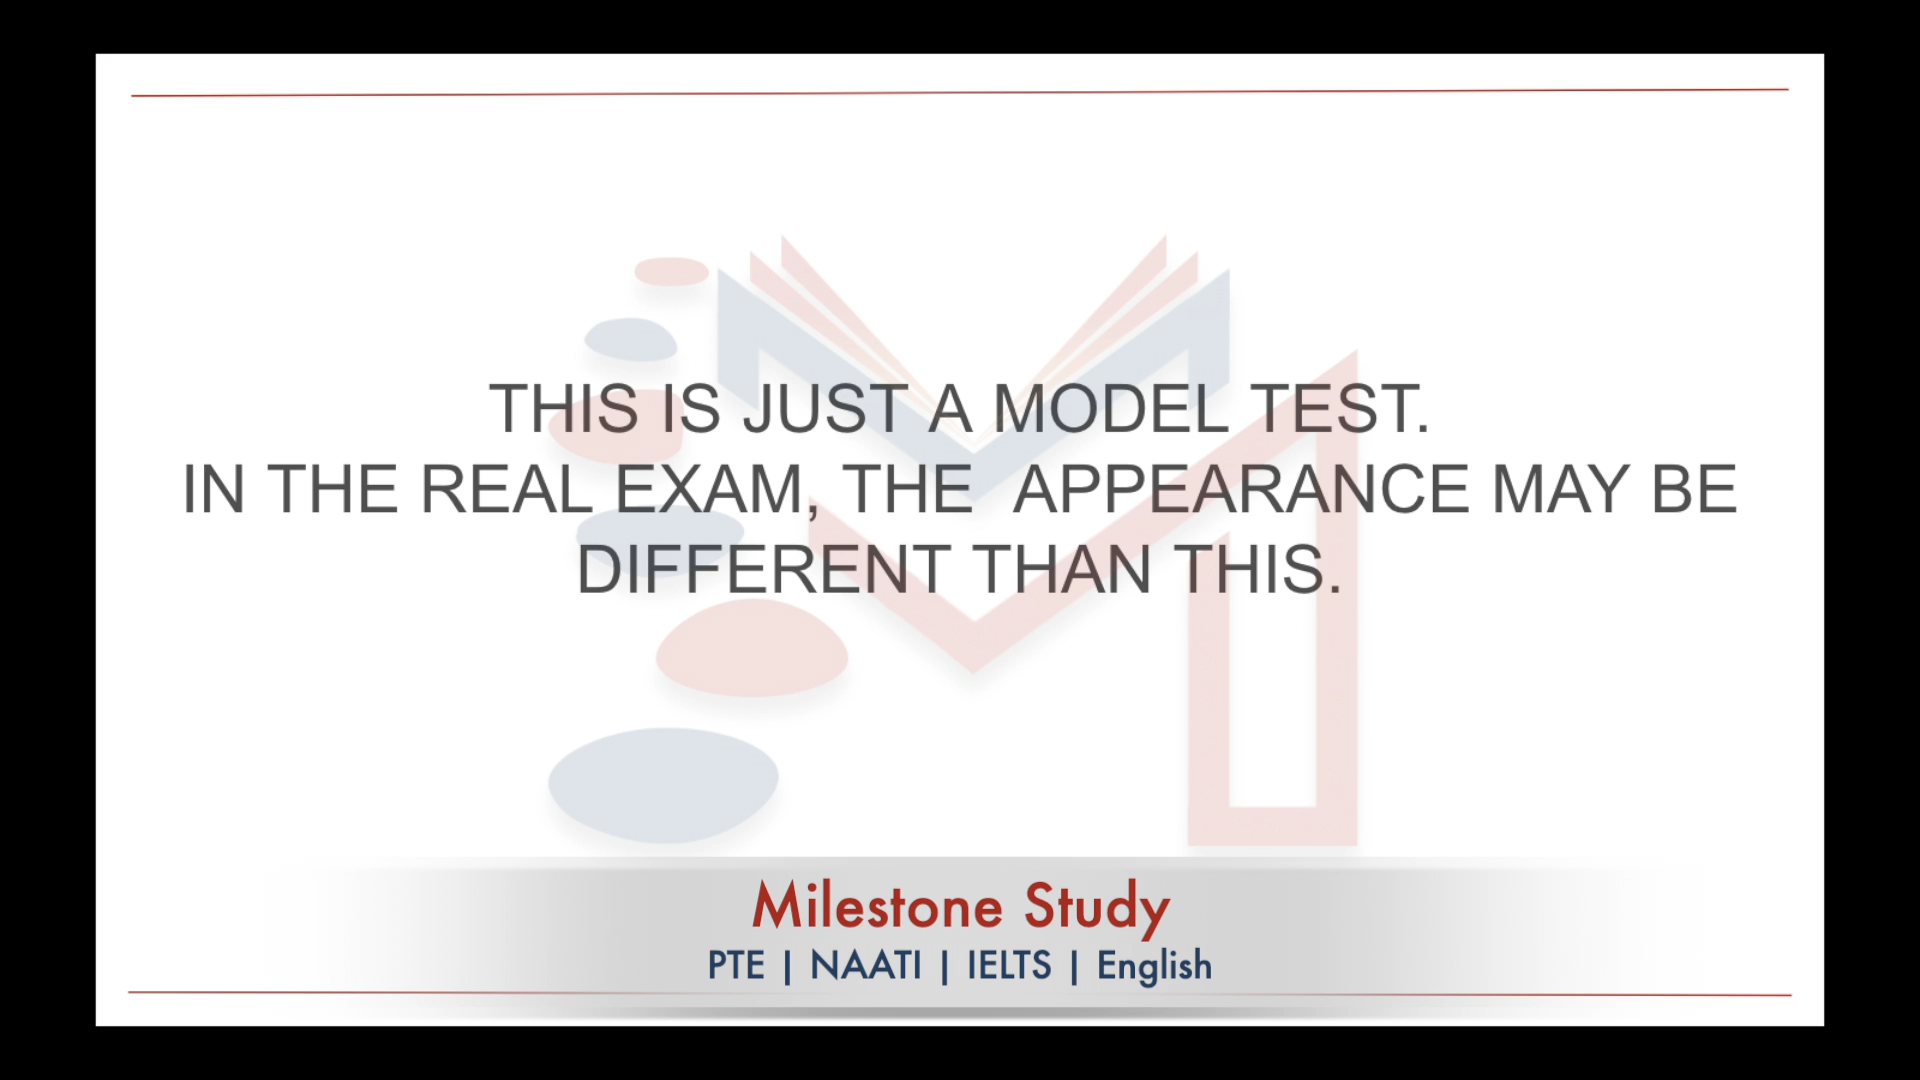 THIS IS JUST A MODEL TEST.
IN THE REAL EXAM, THE  APPEARANCE MAY BE
DIFFERENT THAN THIS.
Milestone Study
PTE | NAATI | IELTS | English